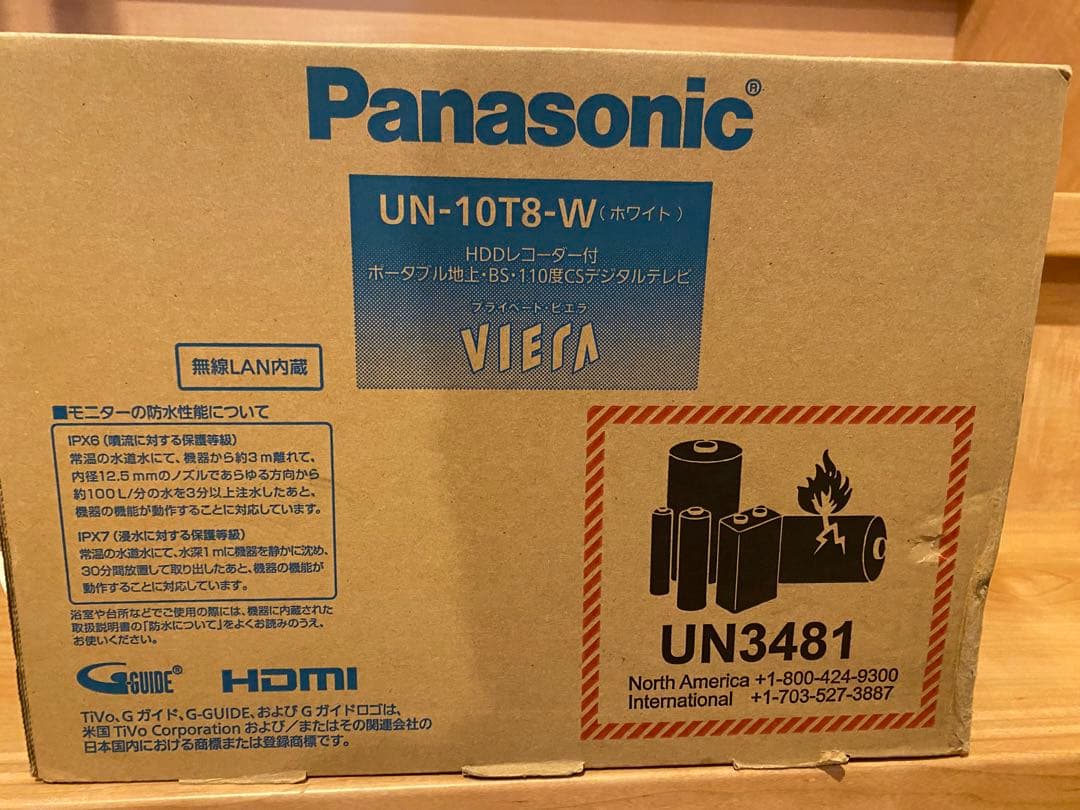 Panasonic®
UN-10T8-W（ホワイト）
HDDレコーダー付
ポータブル地上・BS・110度CSデジタルテレビ
プライベート・ビエラ
VIERA
無線LAN内蔵
■モニターの防水性能について
IPX6（噴流に対する保護等級）
常温の水道水にて、機器から約3m離れて、
内径12.5mmのノズルであらゆる方向から
約100L/分の水を3分以上注水したあと、
機器の機能が動作することに対応しています。
IPX7（浸水に対する保護等級）
常温の水道水にて、水深1mに機器を静かに沈め、
30分間放置して取り出したあと、機器の機能が
動作することに対応しています。
浴室や台所などでご使用の際には、機器に内蔵された
取扱説明書の「防水について」をよくお読みのうえ、
お使いください。
G-GUIDE® HDMI
TiVo、Gガイド、G-GUIDE、およびGガイドロゴは、
米国TiVo Corporationおよび／またはその関連会社の
日本国内における商標または登録商標です。
UN3481
North America +1-800-424-9300
International +1-703-527-3887